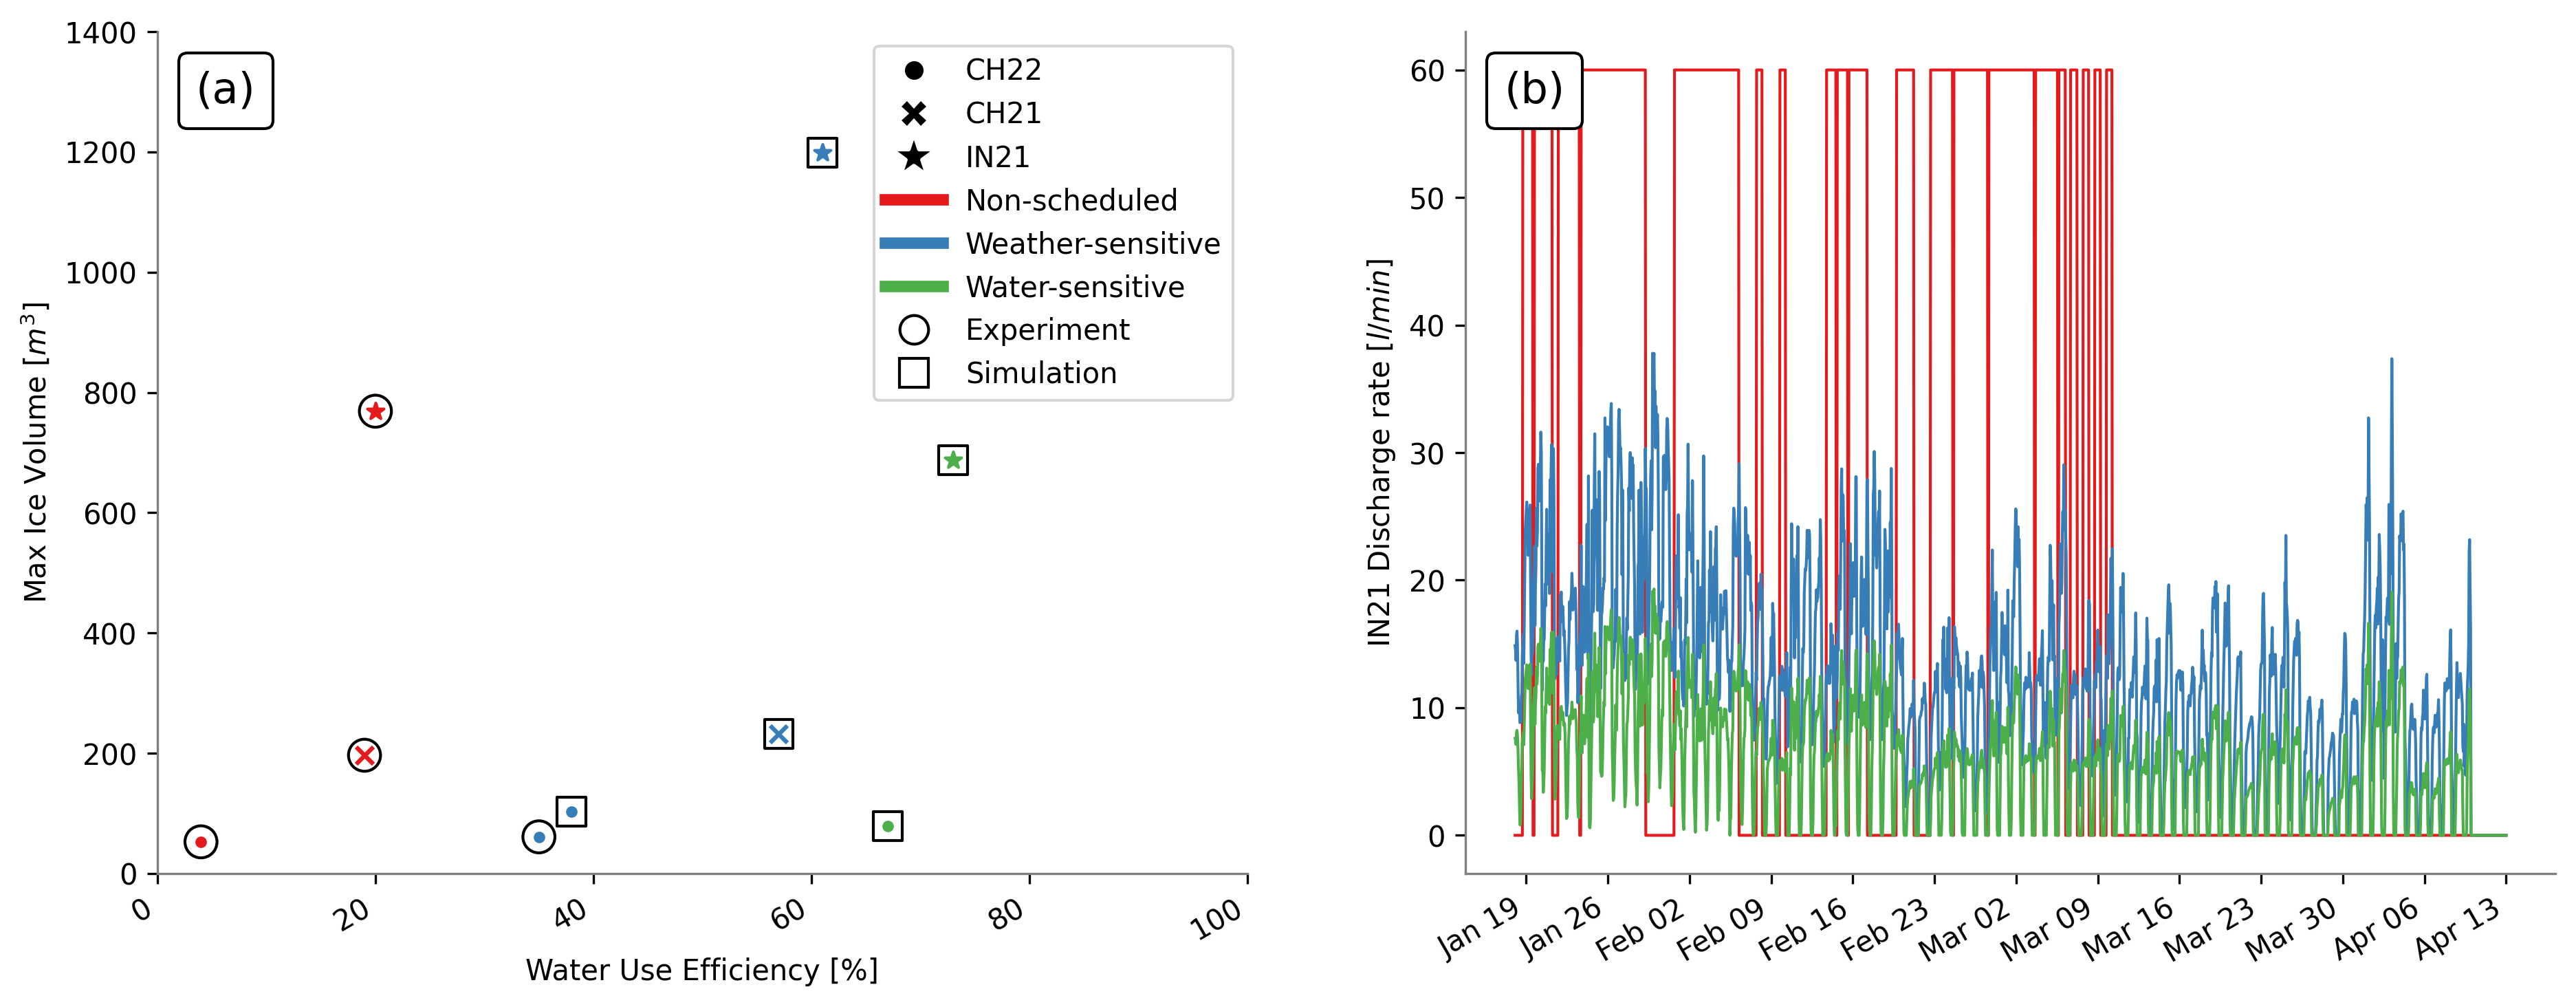 (a)
1400
1200
1000
800
600
400
200
0
Max Ice Volume [m³]
0
20
40
60
80
100
Water Use Efficiency [%]
CH22
CH21
IN21
Non-scheduled
Weather-sensitive
Water-sensitive
Experiment
Simulation
(b)
60
50
40
30
20
10
0
IN21 Discharge rate [l/min]
Jan 19
Jan 26
Feb 02
Feb 09
Feb 16
Feb 23
Mar 02
Mar 09
Mar 16
Mar 23
Mar 30
Apr 06
Apr 13